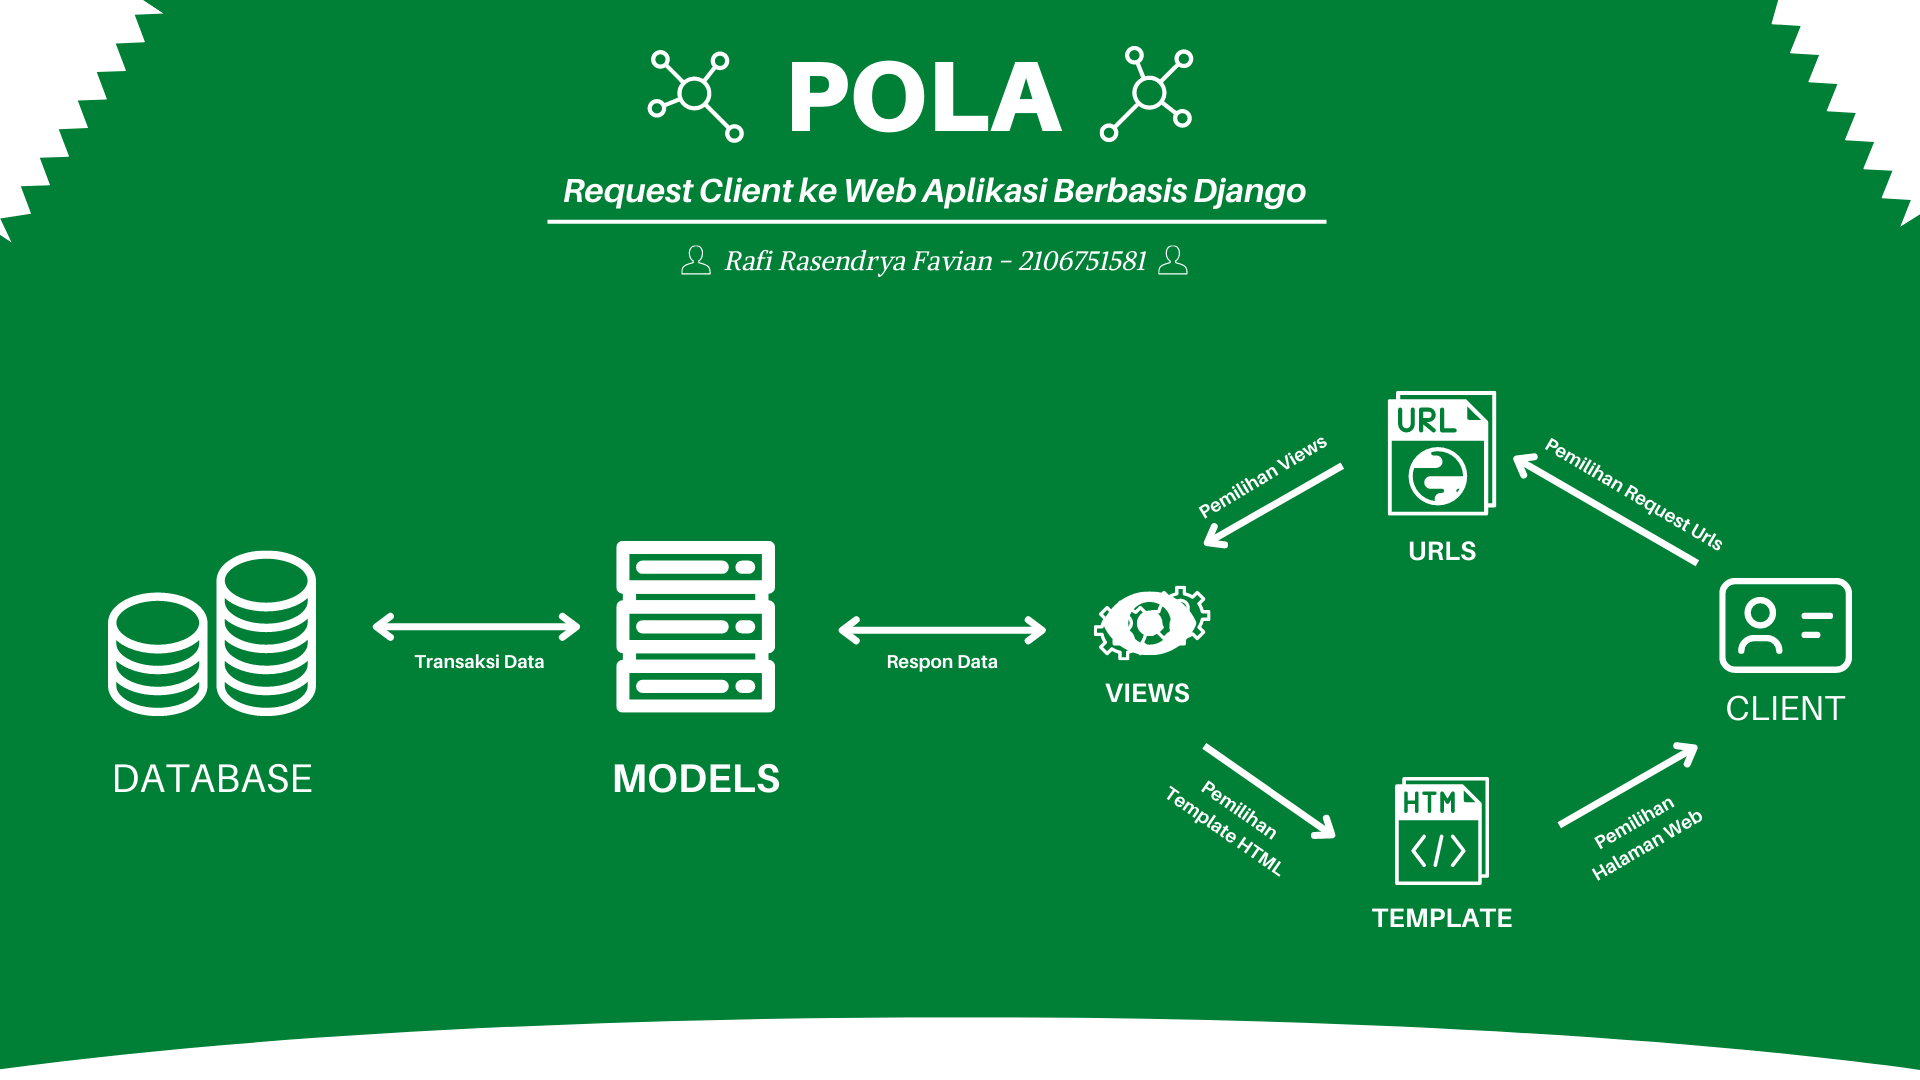 POLA
Request Client ke Web Aplikasi Berbasis Django
Rafi Rasendrya Favian – 2106751581
URL
URLS
Pemilihan Views
Pemilihan Request Urls
Transaksi Data
Respon Data
VIEWS
CLIENT
DATABASE
MODELS
Pemilihan
Template HTML
HTM
TEMPLATE
Pemilihan
Halaman Web